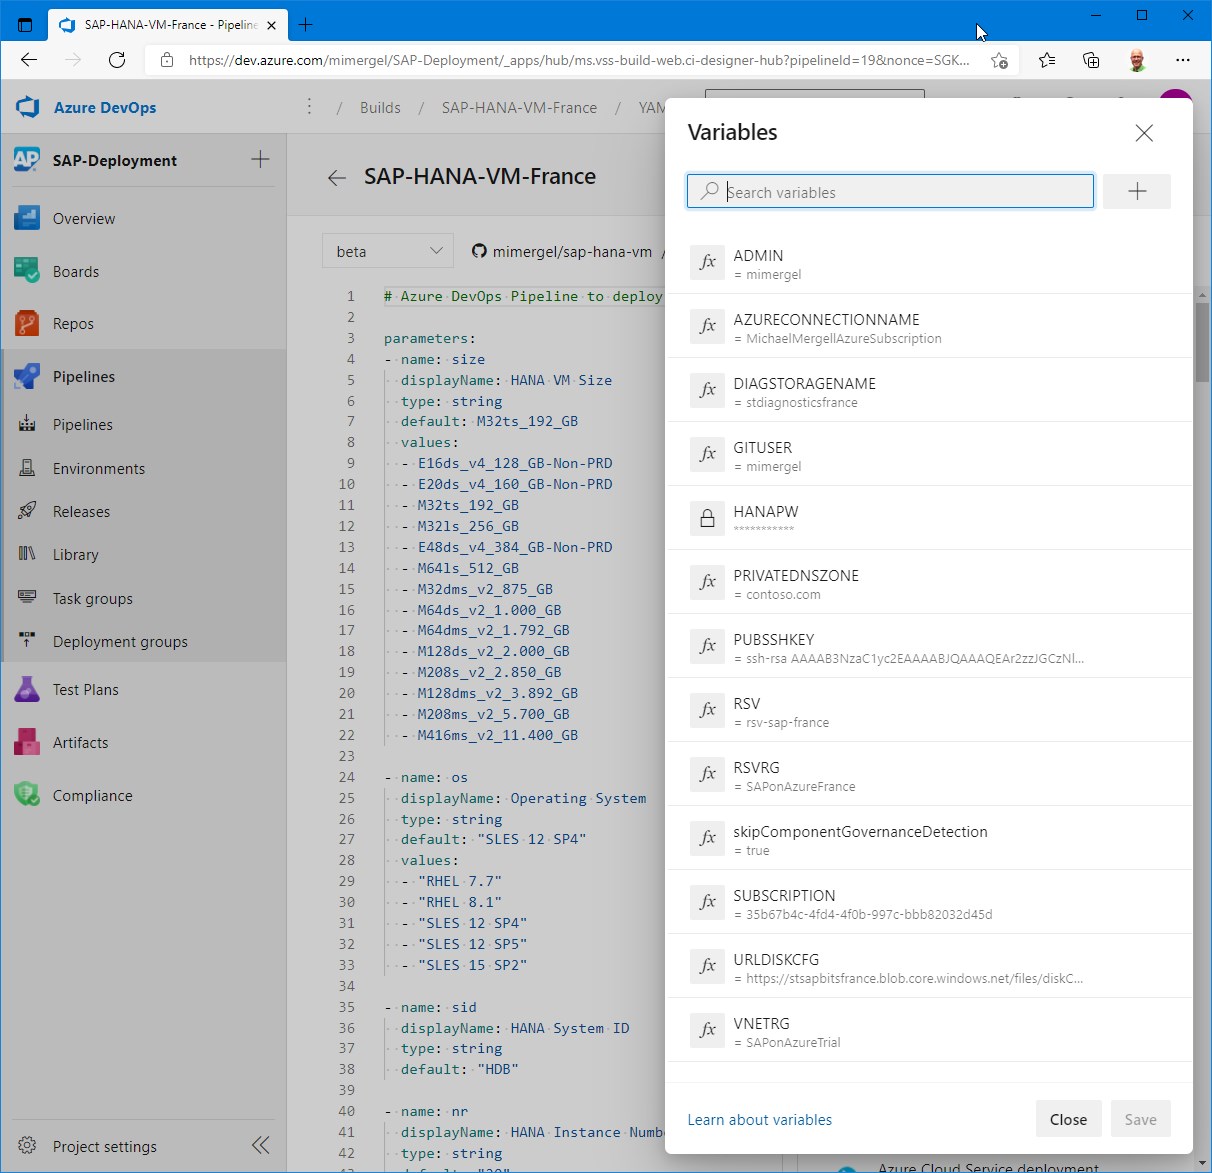 SAP-HANA-VM-France - Pipeline
https://dev.azure.com/mimergel/SAP-Deployment/_apps/hub/ms.vss-build-web.ci-designer-hub?pipelineId=19&nonce=SGK...
Azure DevOps
/ Builds / SAP-HANA-VM-France / YAM
SAP-Deployment
Overview
Boards
Repos
Pipelines
Pipelines
Environments
Releases
Library
Task groups
Deployment groups
Test Plans
Artifacts
Compliance
Project settings
SAP-HANA-VM-France
beta
mimergel/sap-hana-vm /
1 # Azure DevOps Pipeline to deploy
2
3 parameters:
4 - name: size
5 displayName: HANA VM Size
6 type: string
7 default: M32ts_192_GB
8 values:
9 - E16ds_v4_128_GB-Non-PRD
10 - E20ds_v4_160_GB-Non-PRD
11 - M32ts_192_GB
12 - M32ls_256_GB
13 - E48ds_v4_384_GB-Non-PRD
14 - M64ls_512_GB
15 - M32dms_v2_875_GB
16 - M64ds_v2_1.000_GB
17 - M64dms_v2_1.792_GB
18 - M128ds_v2_2.000_GB
19 - M208s_v2_2.850_GB
20 - M128dms_v2_3.892_GB
21 - M208ms_v2_5.700_GB
22 - M416ms_v2_11.400_GB
23
24 - name: os
25 displayName: Operating System
26 type: string
27 default: "SLES 12 SP4"
28 values:
29 - "RHEL 7.7"
30 - "RHEL 8.1"
31 - "SLES 12 SP4"
32 - "SLES 12 SP5"
33 - "SLES 15 SP2"
34
35 - name: sid
36 displayName: HANA System ID
37 type: string
38 default: "HDB"
39
40 - name: nr
41 displayName: HANA Instance Numb
42 type: string
Variables
Search variables
fx ADMIN
= mimergel
fx AZURECONNECTIONNAME
= MichaelMergellAzureSubscription
fx DIAGSTORAGENAME
= stdiagnosticsfrance
fx GITUSER
= mimergel
HANAPW
***********
fx PRIVATEDNSZONE
= contoso.com
fx PUBSSHKEY
= ssh-rsa AAAAB3NzaC1yc2EAAAABJQAAAQEAr2zzJGCzNl...
fx RSV
= rsv-sap-france
fx RSVRG
= SAPonAzureFrance
fx skipComponentGovernanceDetection
= true
fx SUBSCRIPTION
= 35b67b4c-4fd4-4f0b-997c-bbb82032d45d
fx URLDISKCFG
= https://stsapbitsfrance.blob.core.windows.net/files/diskC...
fx VNETRG
= SAPonAzureTrial
Learn about variables
Close
Save
Azure Cloud Service deployment